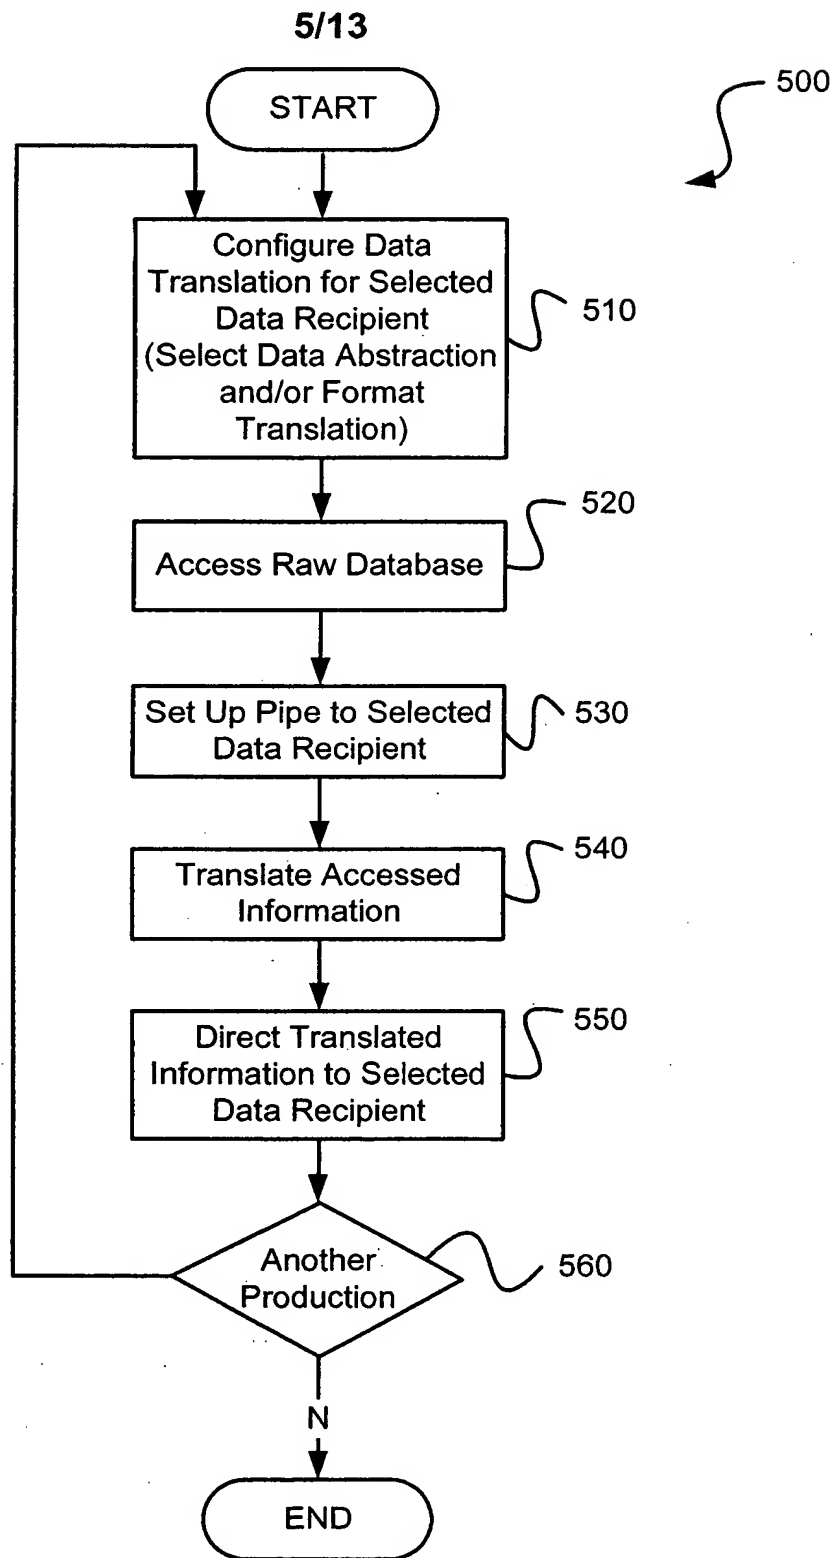 5/13
START
500
Configure Data
Translation for Selected
Data Recipient
(Select Data Abstraction
and/or Format
Translation)
510
Access Raw Database
520
Set Up Pipe to Selected
Data Recipient
530
Translate Accessed
Information
540
Direct Translated
Information to Selected
Data Recipient
550
Another
Production
560
N
END